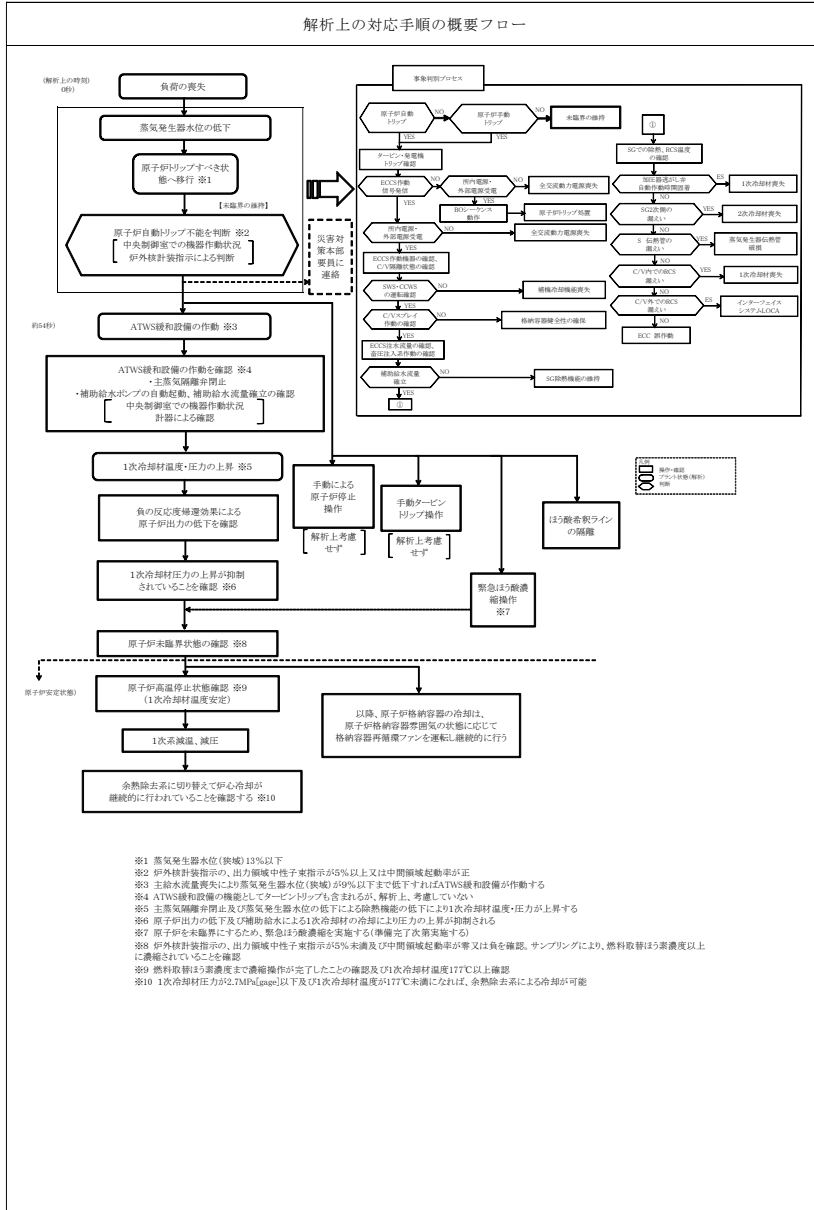 解析上の対応手順の概要フロー
(解析上の時刻)
0秒)
負荷の喪失
蒸気発生器水位の低下
原子炉トリップすべき状
態へ移行 ※1
【未臨界の維持】
原子炉自動トリップ不能を判断 ※2
中央制御室での機器作動状況
炉外核計装指示による判断
災害対
策本部
要員に
連絡
約54秒)
ATWS緩和設備の作動 ※3
ATWS緩和設備の作動を確認 ※4
・主蒸気隔離弁閉止
・補助給水ポンプの自動起動、補助給水流量確立の確認
中央制御室での機器作動状況
計器による確認
1次冷却材温度・圧力の上昇 ※5
負の反応度帰還効果による
原子炉出力の低下を確認
1次冷却材圧力の上昇が抑制
されていることを確認 ※6
原子炉未臨界状態の確認 ※8
原子炉安定状態)
原子炉高温停止状態確認 ※9
(1次冷却材温度安定)
1次系減温、減圧
余熱除去系に切り替えて炉心冷却が
継続的に行われていることを確認する ※10
手動による
原子炉停止
操作
解析上考慮
せず
手動タービン
トリップ操作
解析上考慮
せず
緊急ほう酸濃
縮操作
※7
ほう酸希釈ライン
の隔離
以降、原子炉格納容器の冷却は、
原子炉格納容器雰囲気の状態に応じて
格納容器再循環ファンを運転し継続的に行う
事象判別プロセス
原子炉自動
トリップ
NO
原子炉手動
トリップ
NO
未臨界の維持
YES
YES
タービン・発電機
トリップ確認
ECCS作動
信号発信
NO
所内電源・
外部電源受電
NO
全交流動力電源喪失
YES
YES
BOシーケンス
動作
原子炉トリップ処置
所内電源・
外部電源受電
NO
全交流動力電源喪失
YES
ECCS作動機器の確認、
C/V隔離状態の確認
SWS・CCWS
の運転確認
NO
補機冷却機能喪失
YES
C/Vスプレイ
作動の確認
NO
格納容器健全性の確保
YES
ECCS注水流量の確認、
蓄圧注入系作動の確認
補助給水流量
確立
NO
SG除熱機能の維持
YES
①
①
SGでの除熱、RCS温度
の確認
加圧器逃がし弁
自動作動時間固着
ES
1次冷却材喪失
NO
SG2次側の
漏えい
YES
2次冷却材喪失
NO
S 伝熱管の
漏えい
YES
蒸気発生器伝熱管
破損
NO
C/V内でのRCS
漏えい
YES
1次冷却材喪失
NO
C/V外でのRCS
漏えい
ES
インターフェイス
システムLOCA
NO
ECC 誤作動
凡例
操作・確認
プラント状態(解析)
判断
※1 蒸気発生器水位(狭域)13%以下
※2 炉外核計装指示の、出力領域中性子束指示が5%以上又は中間領域起動率が正
※3 主給水流量喪失により蒸気発生器水位(狭域)が9%以下まで低下すればATWS緩和設備が作動する
※4 ATWS緩和設備の機能としてタービントリップも含まれるが、解析上、考慮していない
※5 主蒸気隔離弁閉止及び蒸気発生器水位の低下による除熱機能の低下により1次冷却材温度・圧力が上昇する
※6 原子炉出力の低下及び補助給水による1次冷却材の冷却により圧力の上昇が抑制される
※7 原子炉を未臨界にするため、緊急ほう酸濃縮を実施する(準備完了次第実施する)
※8 炉外核計装指示の、出力領域中性子束指示が5%未満及び中間領域起動率が零又は負を確認。サンプリングにより、燃料取替ほう素濃度以上
に濃縮されていることを確認
※9 燃料取替ほう素濃度まで濃縮操作が完了したことの確認及び1次冷却材温度177℃以上確認
※10 1次冷却材圧力が2.7MPa[gage]以下及び1次冷却材温度が177℃未満になれば、余熱除去系による冷却が可能